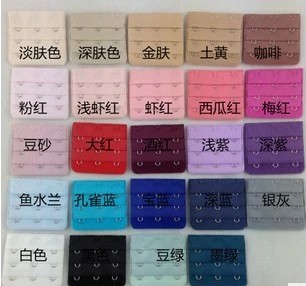 淡肤色 深肤色 金肤 土黄 咖啡
粉红 浅虾红 虾红 西瓜红 梅红
豆砂 大红 酒红 浅紫 深紫
鱼水兰 孔雀蓝 宝蓝 深蓝 银灰
白色 黑色 豆绿 墨绿